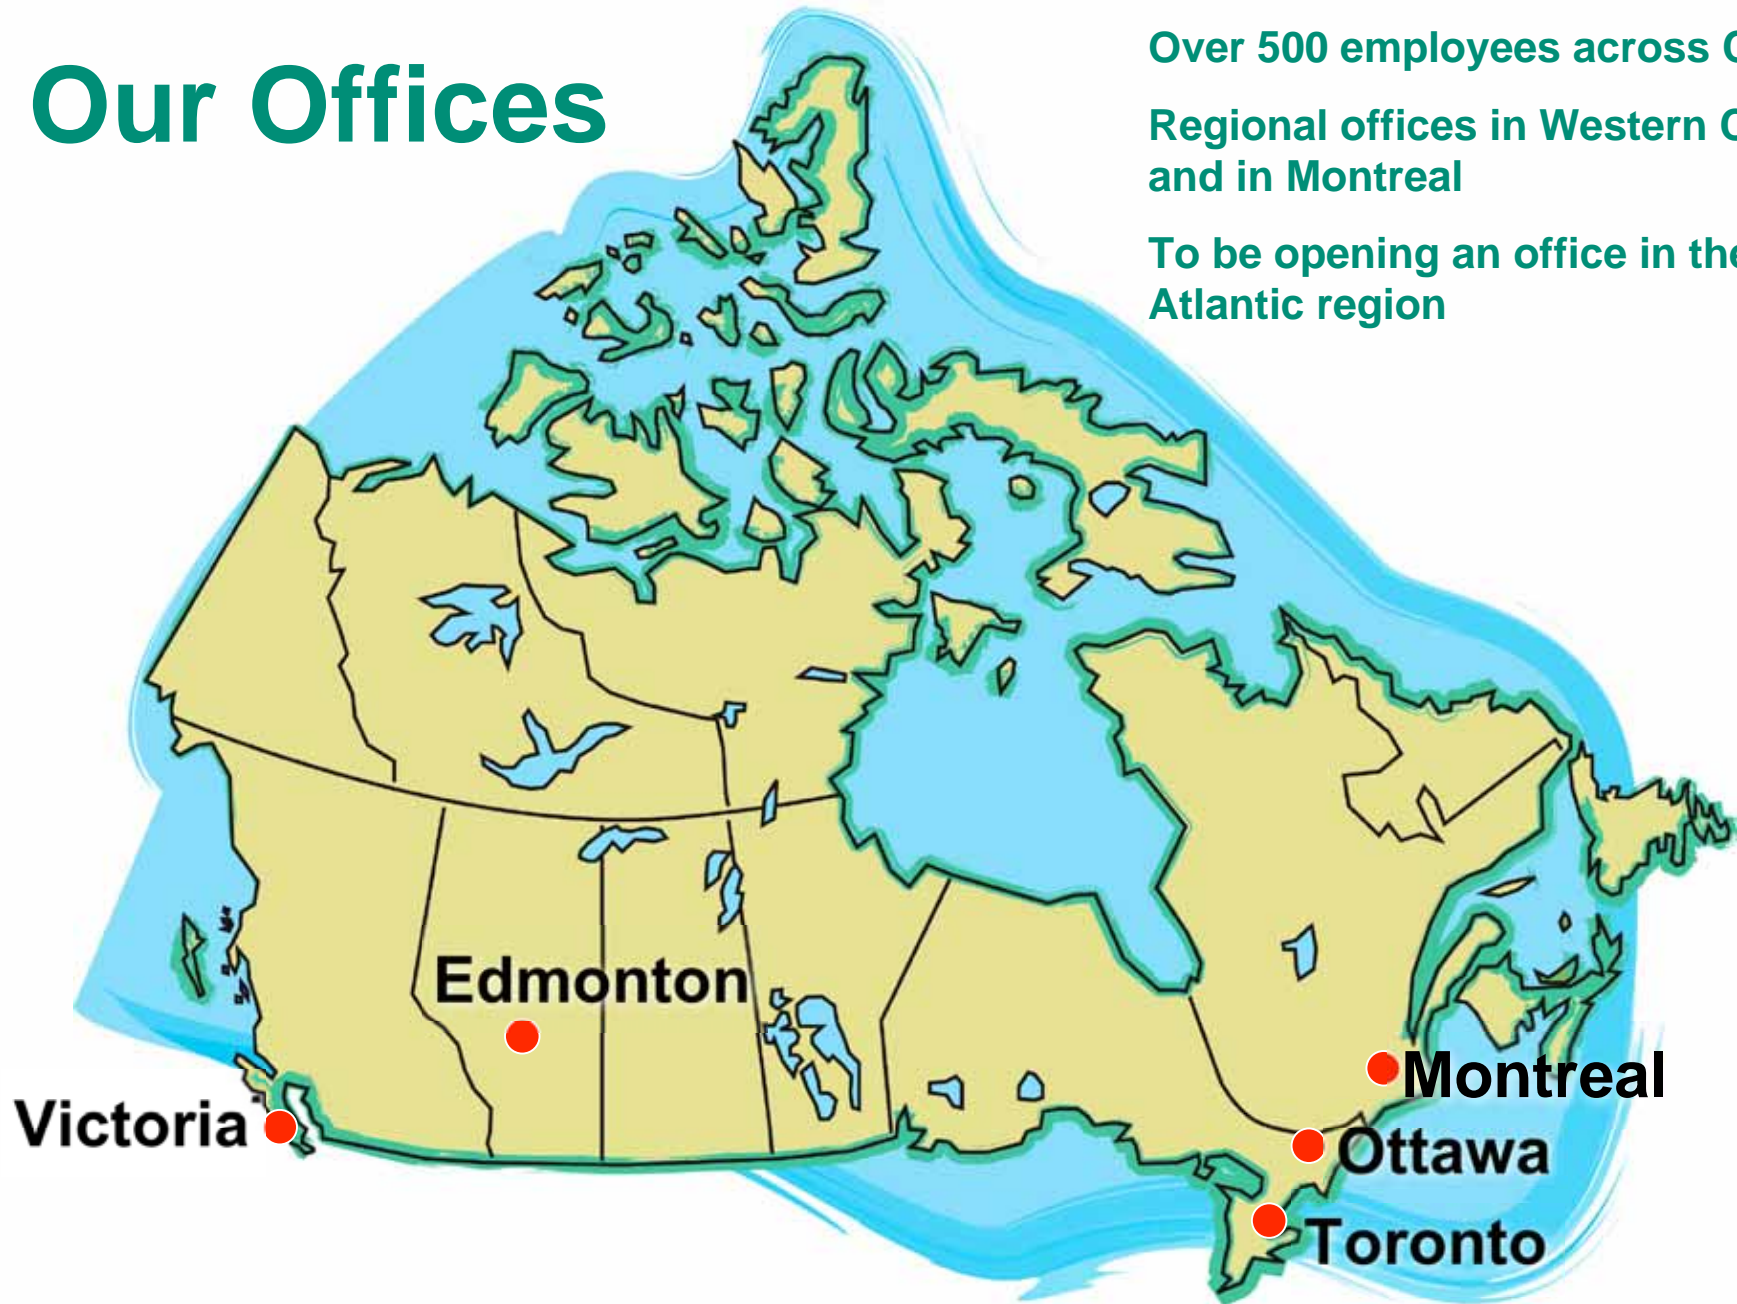 Our Offices
Over 500 employees across C
Regional offices in Western C
and in Montreal
To be opening an office in the
Atlantic region
Edmonton
Victoria
Montreal
Ottawa
Toronto